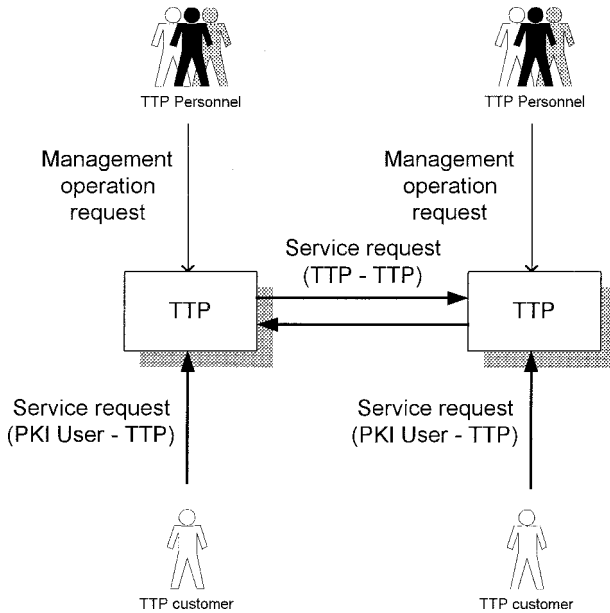 TTP Personnel
TTP Personnel
Management
operation
request
Management
operation
request
Service request
(TTP - TTP)
TTP
TTP
Service request
(PKI User - TTP)
Service request
(PKI User - TTP)
TTP customer
TTP customer